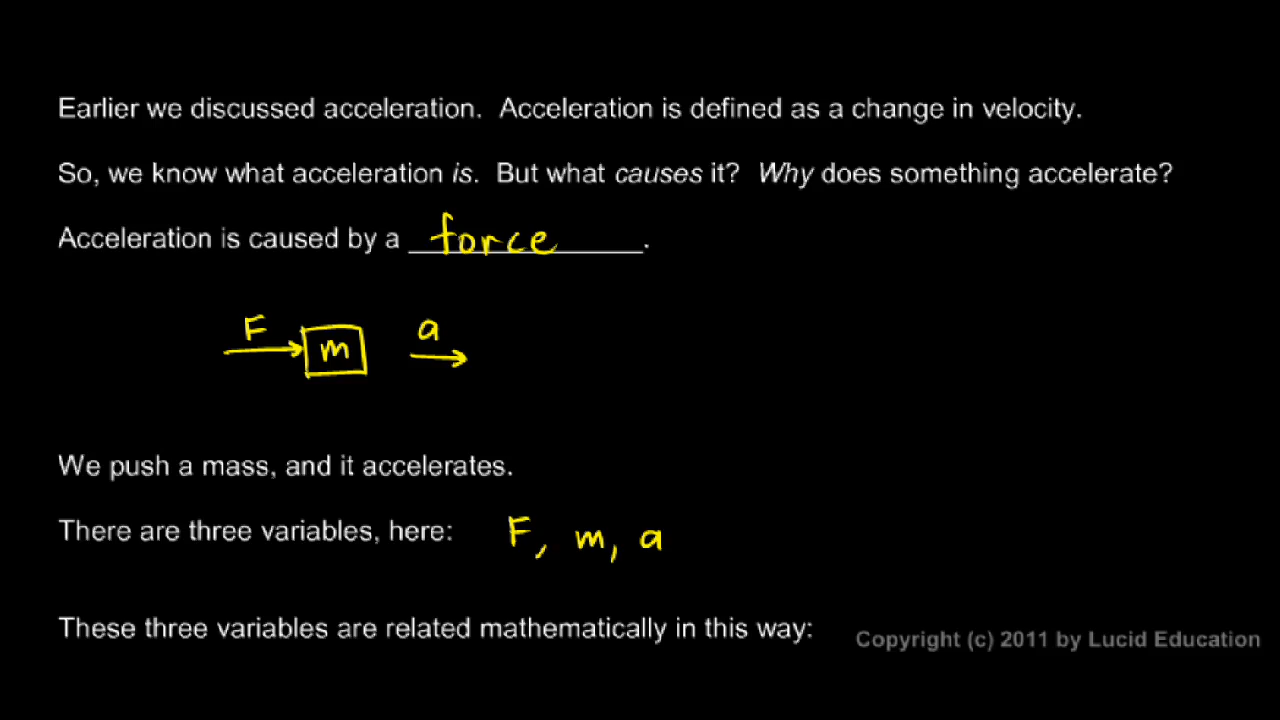 Earlier we discussed acceleration. Acceleration is defined as a change in velocity.
So, we know what acceleration is. But what causes it? Why does something accelerate?
Acceleration is caused by a force.
F m a
We push a mass, and it accelerates.
There are three variables, here: F, m, a
These three variables are related mathematically in this way:
Copyright (c) 2011 by Lucid Education